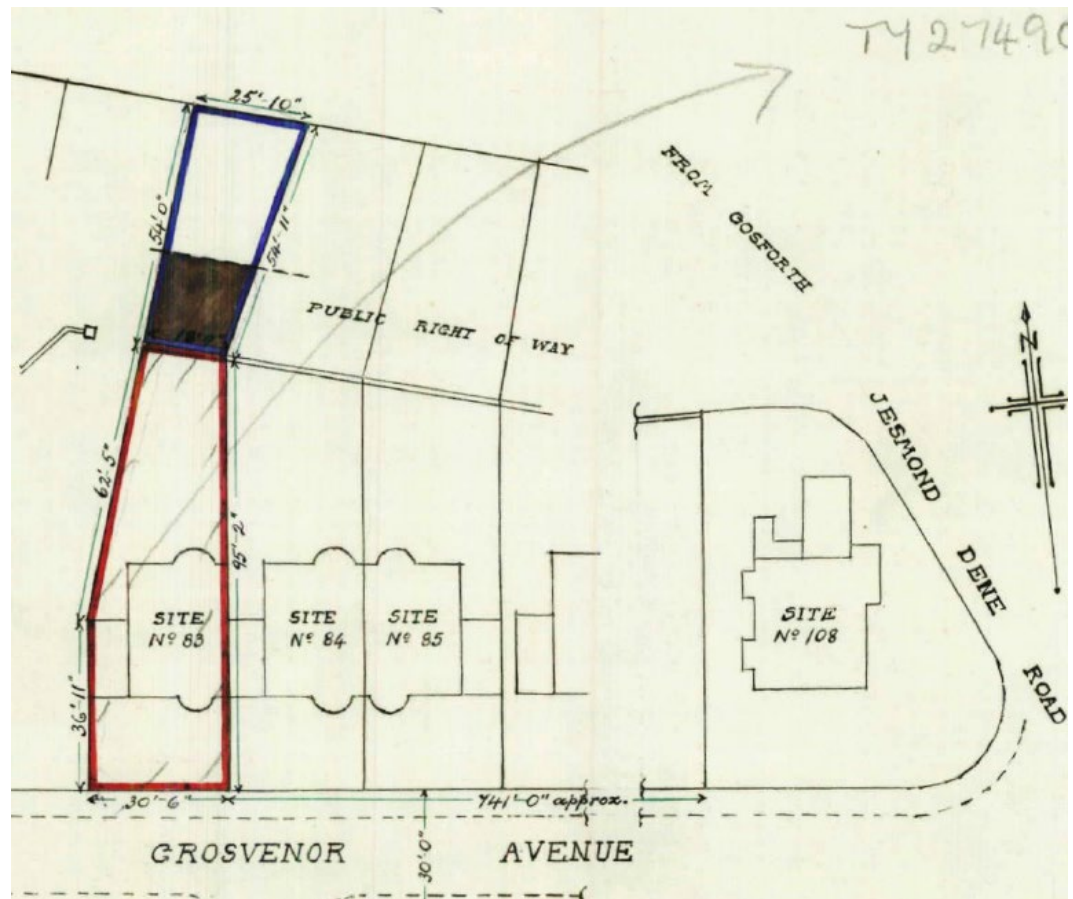 TY27490
25'-10"
54'-0"
54'-11"
FROM GOSFORTH
PUBLIC RIGHT OF WAY
N
JESMOND DENE ROAD
62'-5"
95'-2"
SITE
Nº 83
SITE
Nº 84
SITE
Nº 85
SITE
Nº 108
36'-11"
30'-6"
741'-0" approx.
30'-0"
GROSVENOR AVENUE